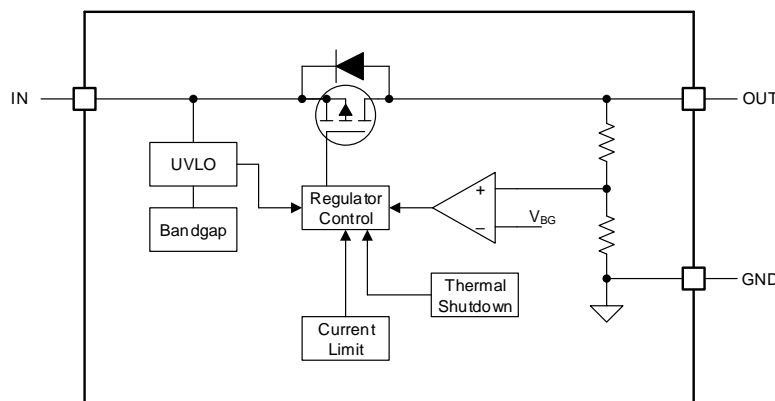 IN
OUT
UVLO
Bandgap
Regulator
Control
+
−
VBG
GND
Thermal
Shutdown
Current
Limit